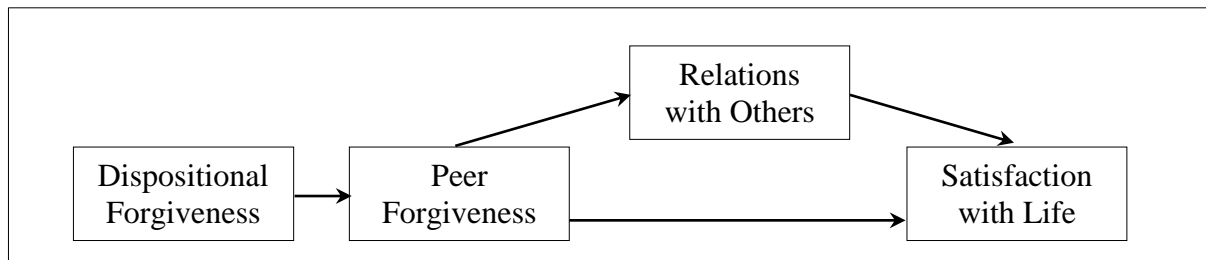 Relations
with Others
Dispositional
Forgiveness
Peer
Forgiveness
Satisfaction
with Life